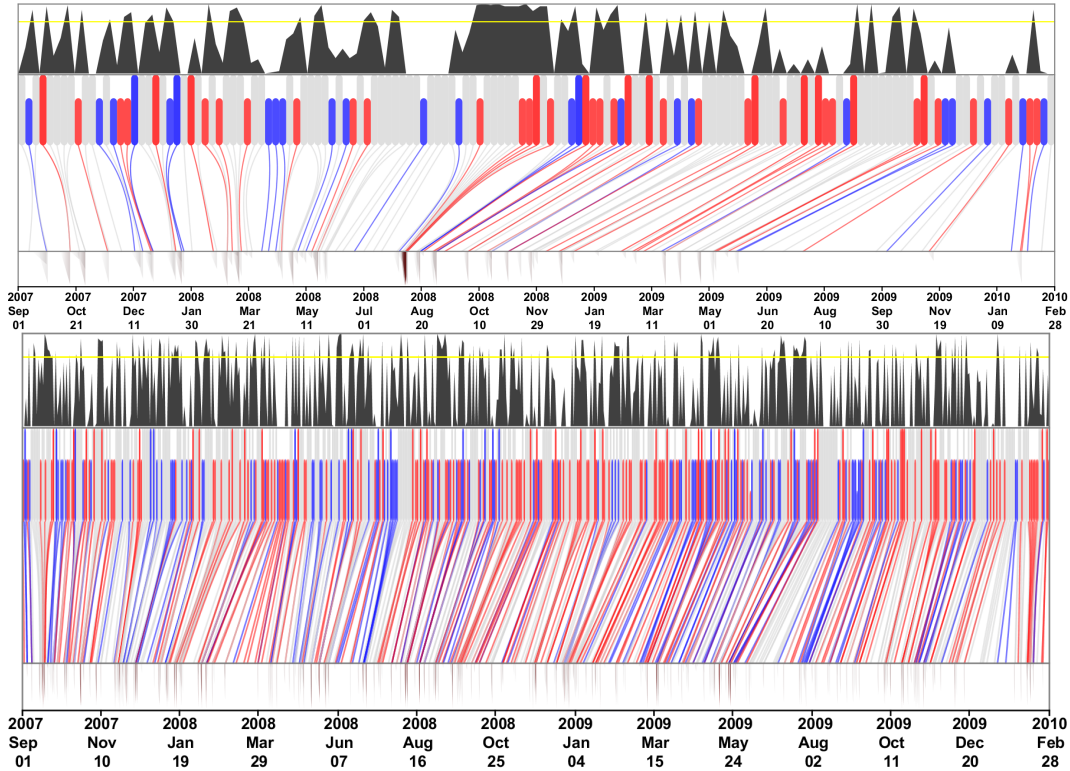 2007 2007 2007 2008 2008 2008 2008 2008 2008 2008 2009 2009 2009 2009 2009 2009 2009 2010 2010
Sep Oct Dec Jan Mar May Jul Aug Oct Nov Jan Mar May Jun Aug Sep Nov Jan Feb
01 21 11 30 21 11 01 20 10 29 19 11 01 20 10 30 19 09 28
2007 2007 2008 2008 2008 2008 2008 2009 2009 2009 2009 2009 2009 2010
Sep Nov Jan Mar Jun Aug Oct Jan Mar May Aug Oct Dec Feb
01 10 19 29 07 16 25 04 15 24 02 11 20 28